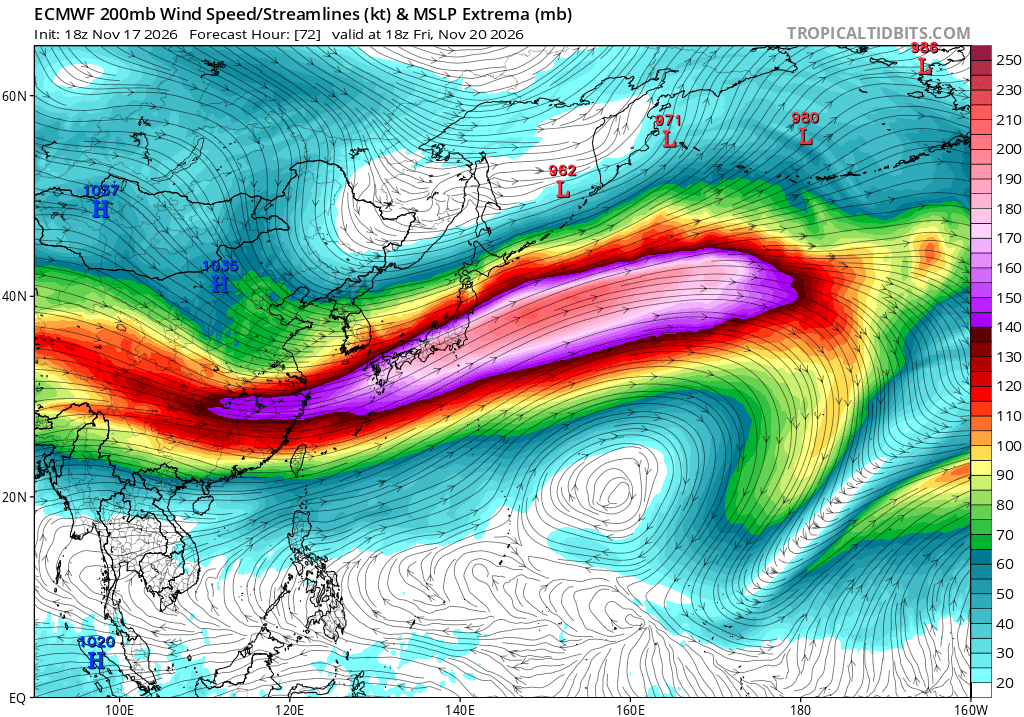 ECMWF 200mb Wind Speed/Streamlines (kt) & MSLP Extrema (mb)
Init: 18z Nov 17 2026 Forecast Hour: [72] valid at 18z Fri, Nov 20 2026
TROPICALTIDBITS.COM
986
L
250
60N
230
971
L
980
L
210
200
962
L
190
1037
H
180
170
1035
H
160
40N
150
140
130
120
110
100
90
20N
80
70
60
50
40
1020
H
30
20
EQ
100E
120E
140E
160E
180
160W